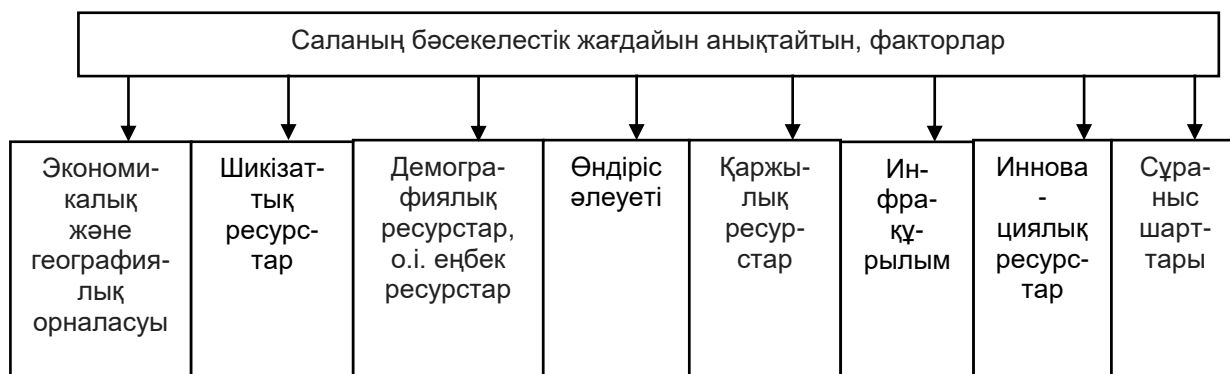 Саланың бәсекелестік жағдайын анықтайтын, факторлар
Экономи-
калық
және
география-
лық
орналасуы
Шикізат-
тық
ресурс-
тар
Демогра-
фиялық
ресурстар,
о.і. еңбек
ресурстар
Өндіріс
әлеуеті
Қаржы-
лық
ресур-
стар
Ин-
фра-
құ-
рылым
Иннова
-
циялық
ресурс-
тар
Сұра-
ныс
шарт-
тары